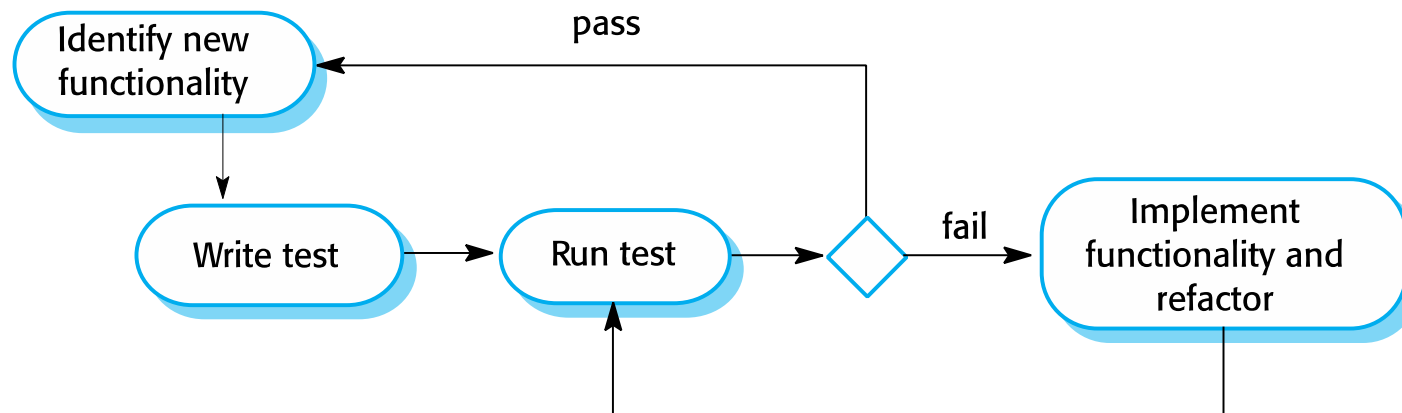 Identify new
functionality
pass
Write test
Run test
fail
Implement
functionality and
refactor